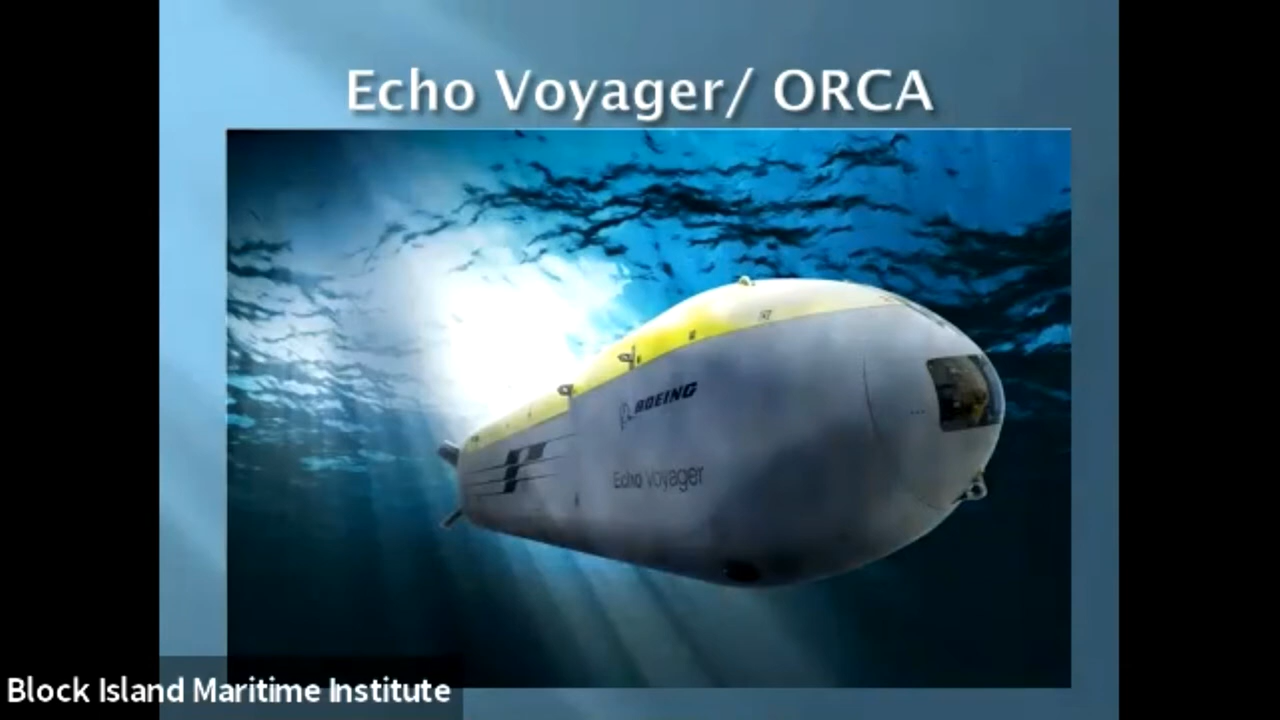 Echo Voyager/ ORCA
BOEING
Echo Voyager
Block Island Maritime Institute